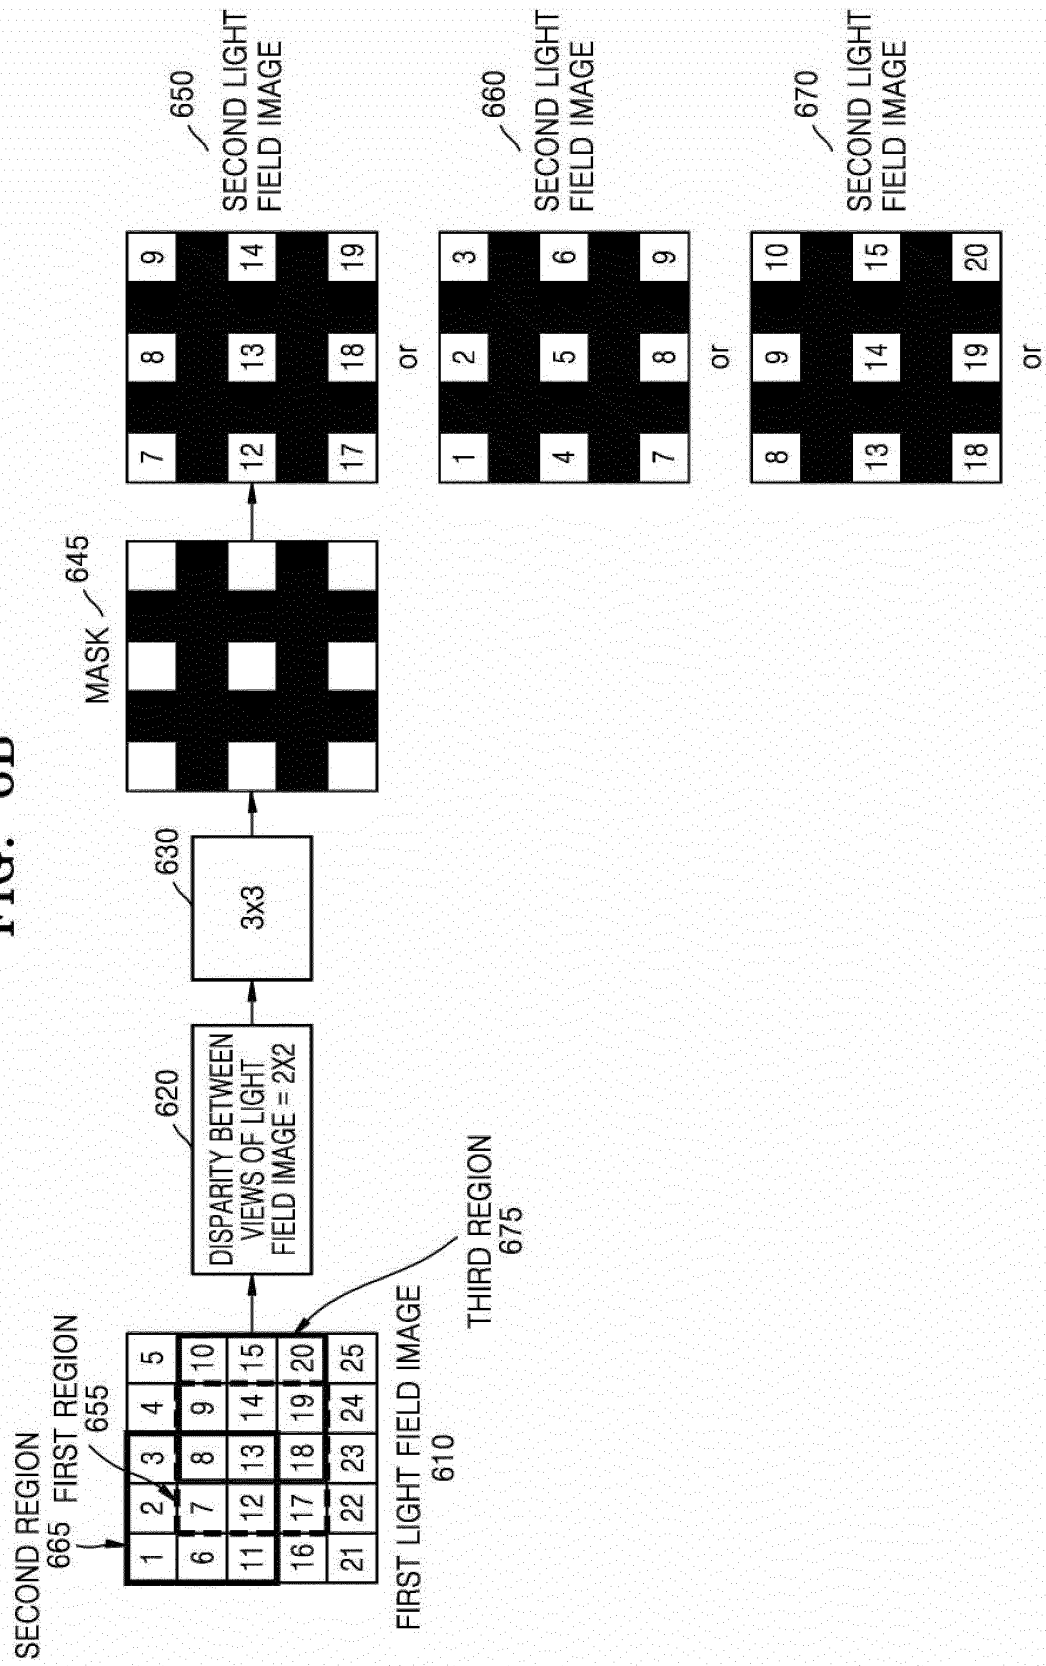 FIG. 6B
SECOND REGION
665 FIRST REGION
655
1 2 3 4 5
6 7 8 9 10
11 12 13 14 15
16 17 18 19 20
21 22 23 24 25
FIRST LIGHT FIELD IMAGE
610
THIRD REGION
675
620
DISPARITY BETWEEN
VIEWS OF LIGHT
FIELD IMAGE = 2X2
630
3x3
MASK 645
7 8 9
12 13 14
17 18 19
650
SECOND LIGHT
FIELD IMAGE
or
1 2 3
4 5 6
7 8 9
660
SECOND LIGHT
FIELD IMAGE
or
8 9 10
13 14 15
18 19 20
670
SECOND LIGHT
FIELD IMAGE
or